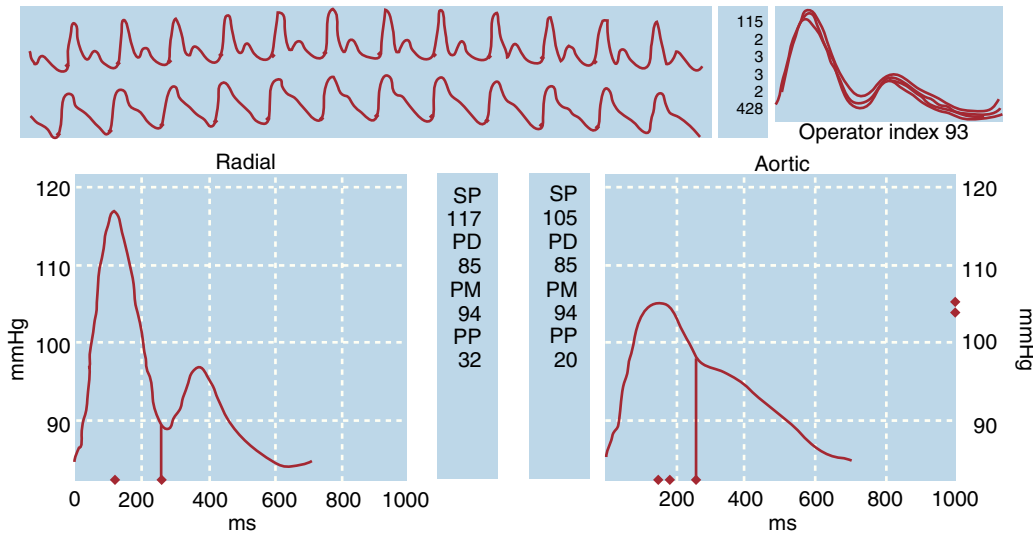 115
2
3
3
2
428
Operator index 93
Radial
Aortic
120
110
100
90
mmHg
0 200 400 600 800 1000
ms
SP
117
PD
85
PM
94
PP
32
SP
105
PD
85
PM
94
PP
20
120
110
100
90
mmHg
200 400 600 800 1000
ms